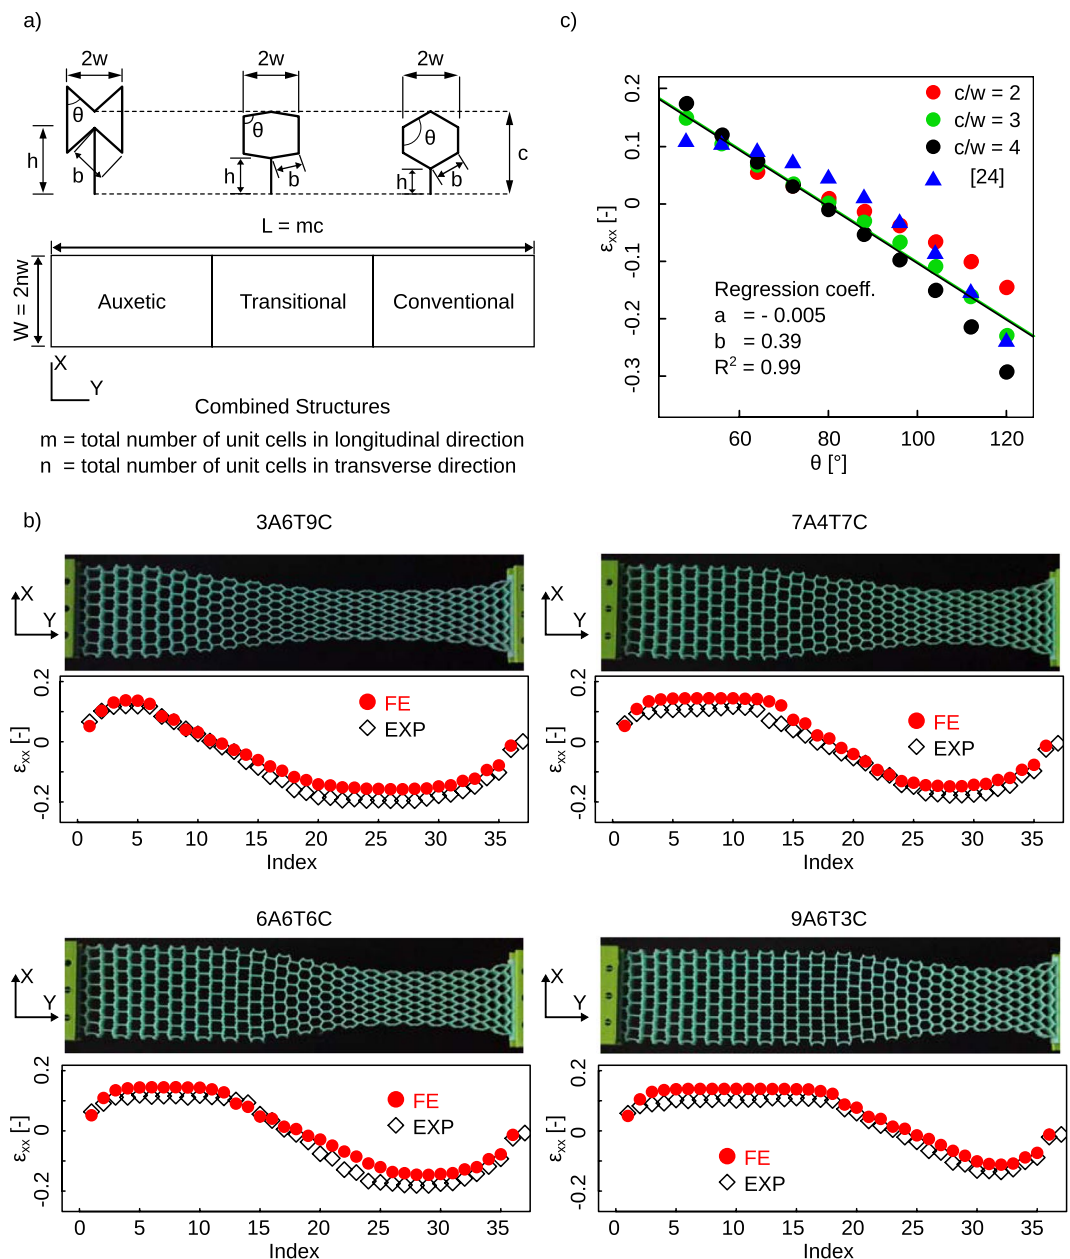 a)
2w
2w
2w
θ
θ
θ
h
b
h
b
h
b
c
L = mc
W = 2nw
Auxetic
Transitional
Conventional
X
Y
Combined Structures
m = total number of unit cells in longitudinal direction
n = total number of unit cells in transverse direction
c)
c/w = 2
c/w = 3
c/w = 4
[24]
0.2
0.1
0
-0.1
-0.2
-0.3
εxx [-]
Regression coeff.
a = - 0.005
b = 0.39
R² = 0.99
60
80
100
120
θ [°]
b)
3A6T9C
X
Y
0.2
0
-0.2
εxx [-]
FE
EXP
0
5
10
15
20
25
30
35
Index
7A4T7C
X
Y
0.2
0
-0.2
εxx [-]
FE
EXP
0
5
10
15
20
25
30
35
Index
6A6T6C
X
Y
0.2
0
-0.2
εxx [-]
FE
EXP
0
5
10
15
20
25
30
35
Index
9A6T3C
X
Y
0.2
0
-0.2
εxx [-]
FE
EXP
0
5
10
15
20
25
30
35
Index